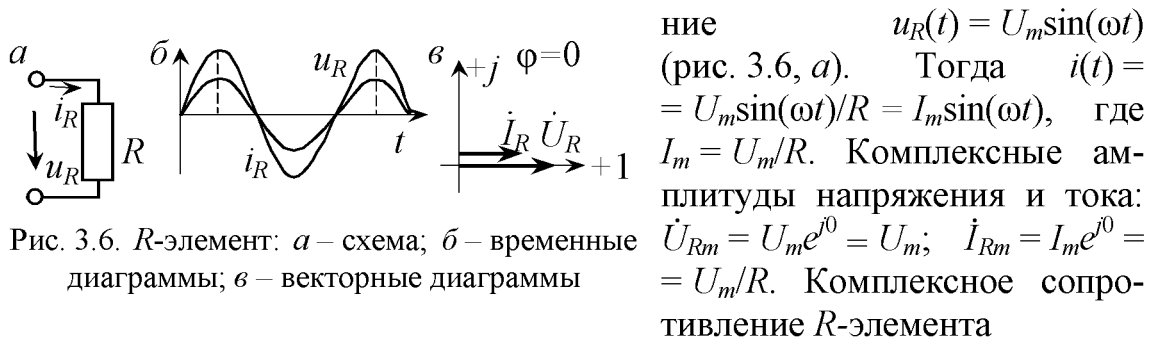 а
i_R
u_R
R
б
u_R
i_R
t
в
+j
φ=0
İ_R U̇_R
+1
Рис. 3.6. R-элемент: а – схема; б – временные
диаграммы; в – векторные диаграммы
ние u_R(t) = U_m sin(ωt)
(рис. 3.6, а). Тогда i(t) =
= U_m sin(ωt)/R = I_m sin(ωt), где
I_m = U_m/R. Комплексные ам-
плитуды напряжения и тока:
U̇_Rm = U_m e^{j0} = U_m; İ_Rm = I_m e^{j0} =
= U_m/R. Комплексное сопро-
тивление R-элемента